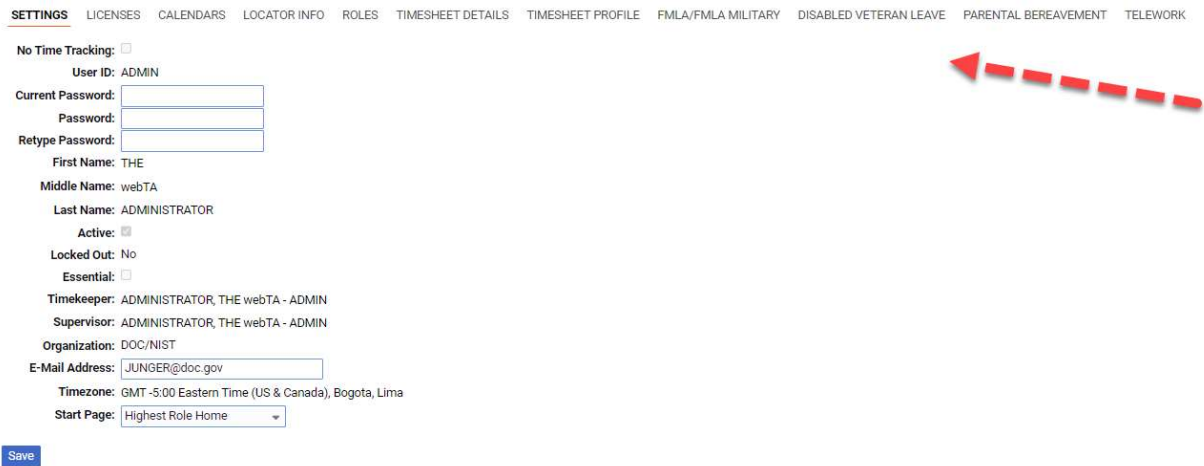 SETTINGS LICENSES CALENDARS LOCATOR INFO ROLES TIMESHEET DETAILS TIMESHEET PROFILE FMLA/FMLA MILITARY DISABLED VETERAN LEAVE PARENTAL BEREAVEMENT TELEWORK
No Time Tracking:
User ID: ADMIN
Current Password:
Password:
Retype Password:
First Name: THE
Middle Name: webTA
Last Name: ADMINISTRATOR
Active:
Locked Out: No
Essential:
Timekeeper: ADMINISTRATOR, THE webTA - ADMIN
Supervisor: ADMINISTRATOR, THE webTA - ADMIN
Organization: DOC/NIST
E-Mail Address: JUNGER@doc.gov
Timezone: GMT -5:00 Eastern Time (US & Canada), Bogota, Lima
Start Page: Highest Role Home
Save